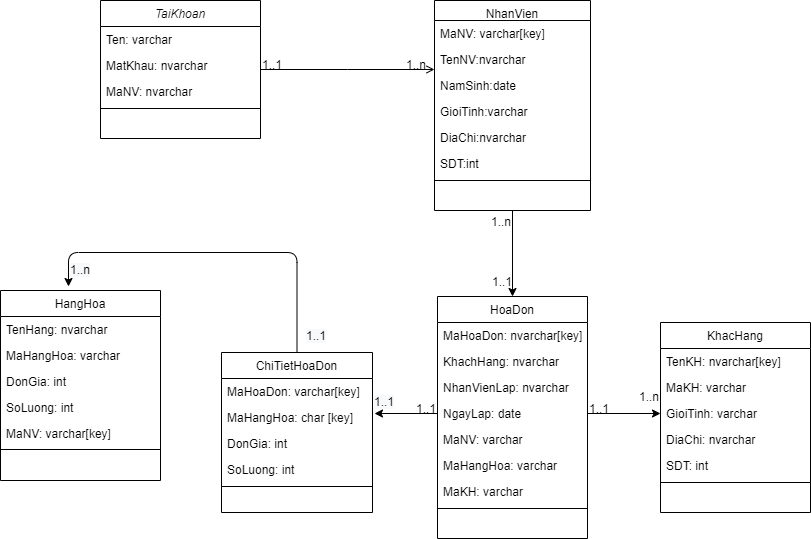 TaiKhoan
Ten: varchar
MatKhau: nvarchar
MaNV: nvarchar
1..1
1..n
NhanVien
MaNV: varchar[key]
TenNV:nvarchar
NamSinh:date
GioiTinh:varchar
DiaChi:nvarchar
SDT:int
1..n
1..1
1..n
HangHoa
TenHang: nvarchar
MaHangHoa: varchar
DonGia: int
SoLuong: int
MaNV: varchar[key]
1..1
ChiTietHoaDon
MaHoaDon: varchar[key]
MaHangHoa: char [key]
DonGia: int
SoLuong: int
1..1
1..1
HoaDon
MaHoaDon: nvarchar[key]
KhachHang: nvarchar
NhanVienLap: nvarchar
NgayLap: date
MaNV: varchar
MaHangHoa: varchar
MaKH: varchar
1..1
1..n
KhacHang
TenKH: nvarchar[key]
MaKH: varchar
GioiTinh: varchar
DiaChi: nvarchar
SDT: int